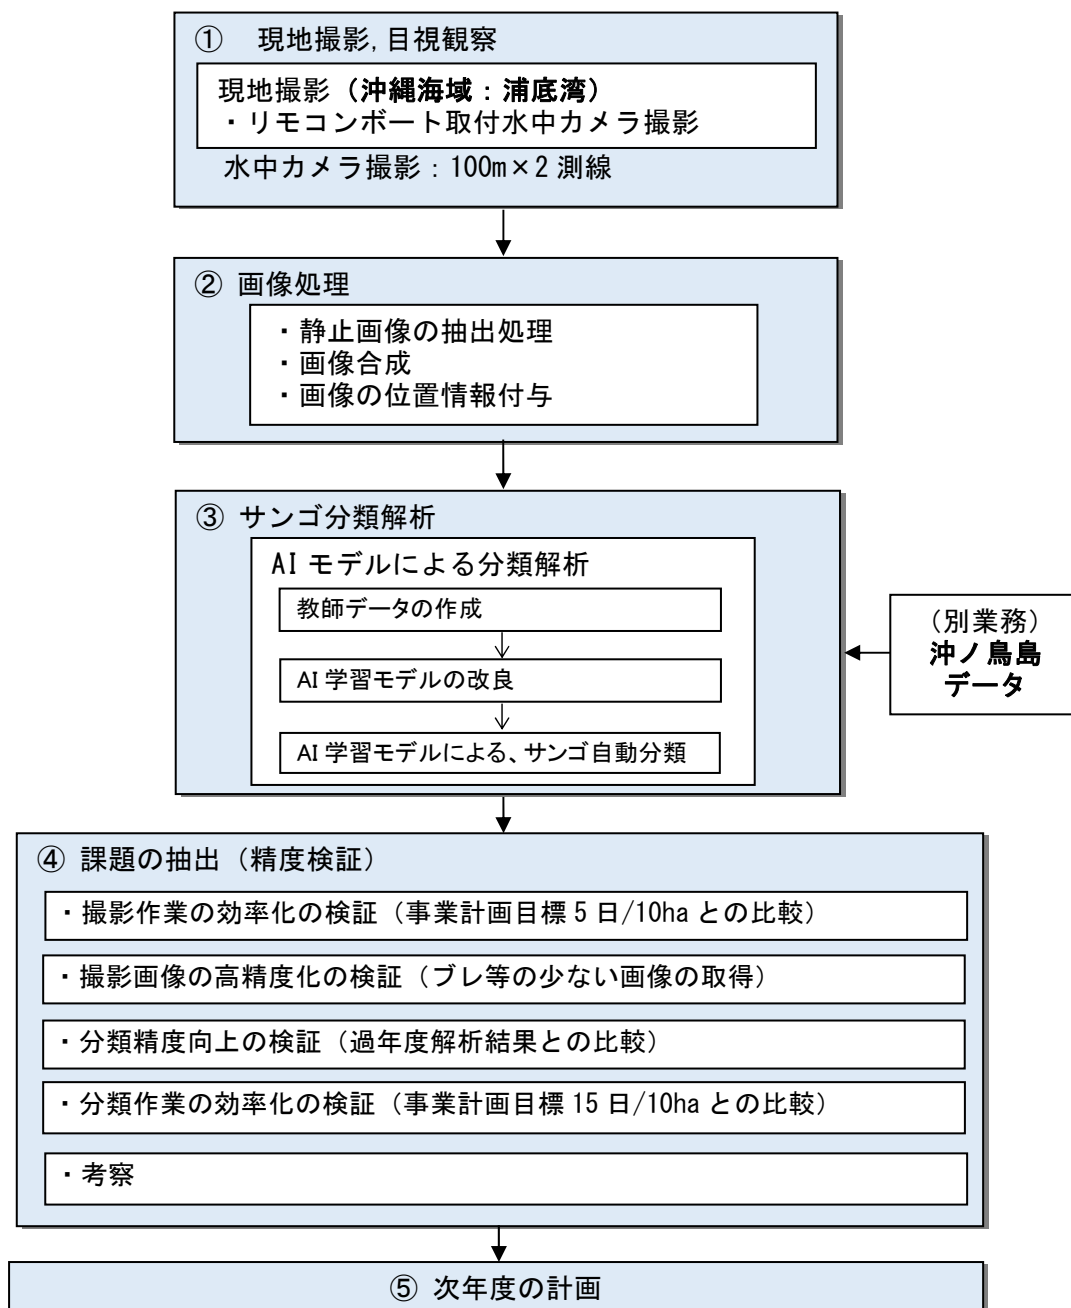 ① 現地撮影,目視観察
現地撮影（沖縄海域：浦底湾）
・リモコンボート取付水中カメラ撮影
水中カメラ撮影：100m×2 測線
② 画像処理
・静止画像の抽出処理
・画像合成
・画像の位置情報付与
③ サンゴ分類解析
AI モデルによる分類解析
教師データの作成
AI 学習モデルの改良
AI 学習モデルによる、サンゴ自動分類
（別業務）
沖ノ鳥島
データ
④ 課題の抽出（精度検証）
・撮影作業の効率化の検証（事業計画目標 5 日/10ha との比較）
・撮影画像の高精度化の検証（ブレ等の少ない画像の取得）
・分類精度向上の検証（過年度解析結果との比較）
・分類作業の効率化の検証（事業計画目標 15 日/10ha との比較）
・考察
⑤ 次年度の計画